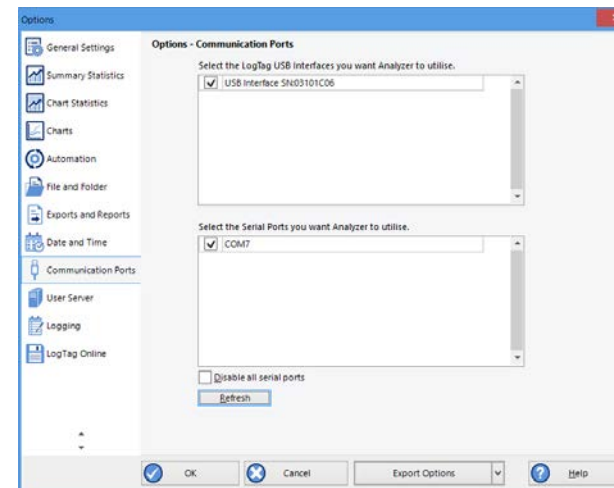 Options
General Settings
Summary Statistics
Chart Statistics
Charts
Automation
File and Folder
Exports and Reports
Date and Time
Communication Ports
User Server
Logging
LogTag Online
Options - Communication Ports
Select the LogTag USB Interfaces you want Analyzer to utilise.
USB Interface SN:03101C06
Select the Serial Ports you want Analyzer to utilise.
COM7
Disable all serial ports
Refresh
OK
Cancel
Export Options
Help